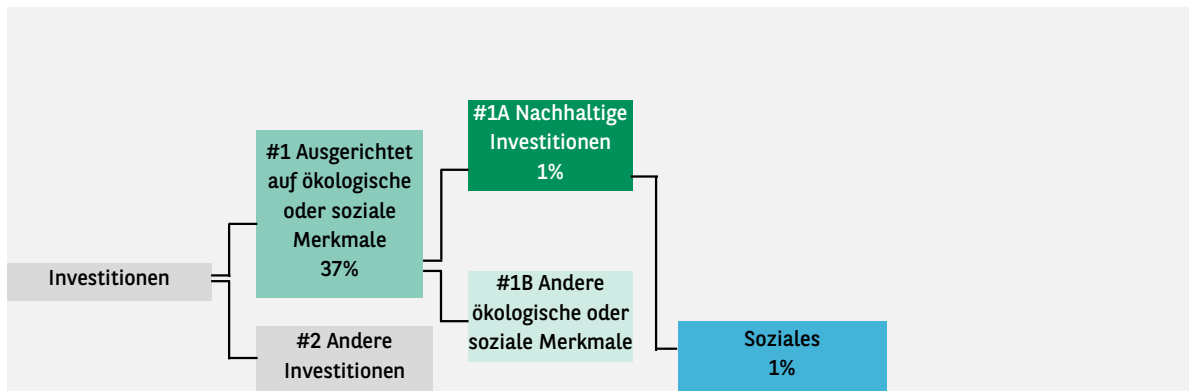 Investitionen
#1 Ausgerichtet
auf ökologische
oder soziale
Merkmale
37%
#2 Andere
Investitionen
#1A Nachhaltige
Investitionen
1%
#1B Andere
ökologische oder
soziale Merkmale
Soziales
1%